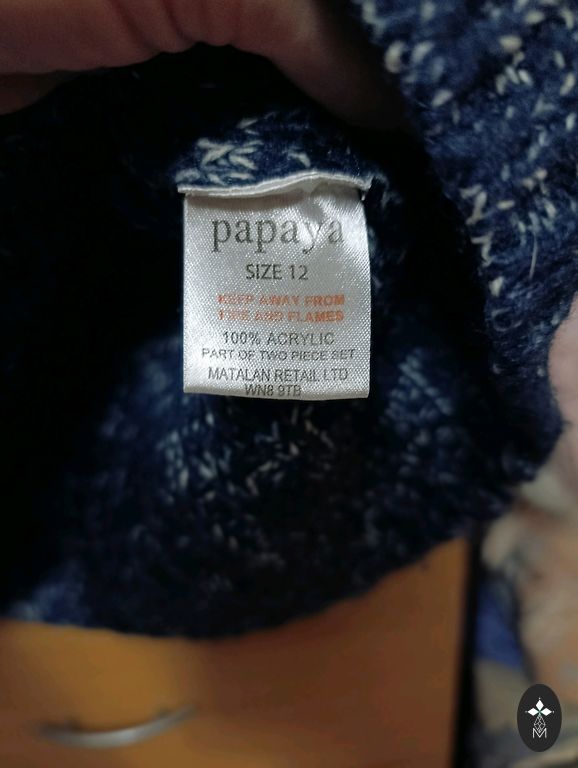 papaya
SIZE 12
KEEP AWAY FROM
FIRE AND FLAMES
100% ACRYLIC
PART OF TWO PIECE SET
MATALAN RETAIL LTD
WN8 9TB
M